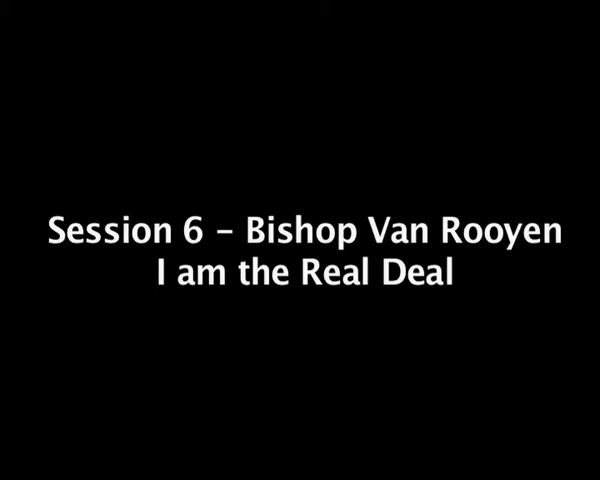 Session 6 – Bishop Van Rooyen
I am the Real Deal